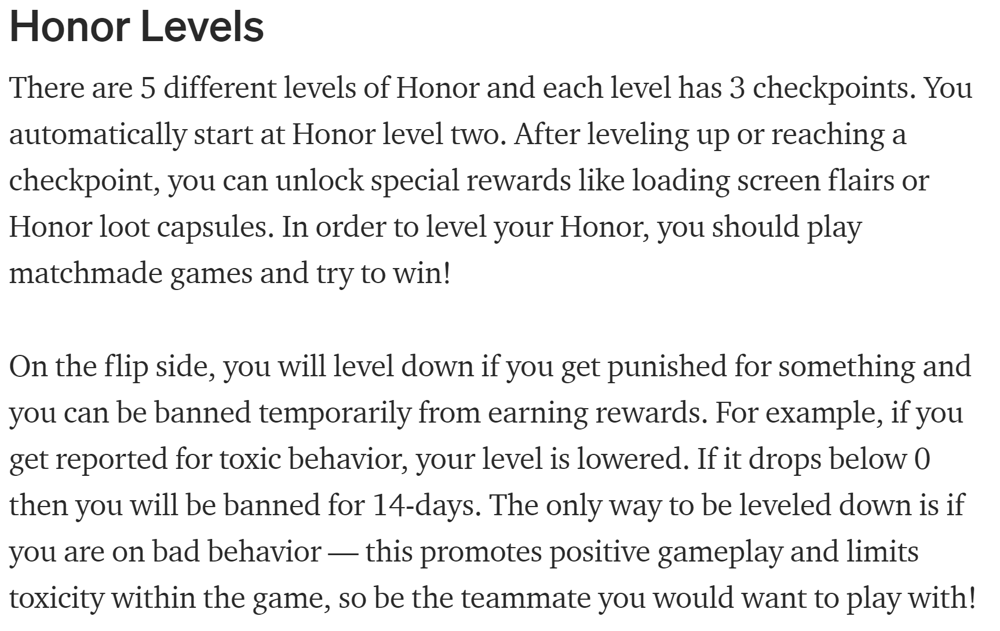 Honor Levels
There are 5 different levels of Honor and each level has 3 checkpoints. You
automatically start at Honor level two. After leveling up or reaching a
checkpoint, you can unlock special rewards like loading screen flairs or
Honor loot capsules. In order to level your Honor, you should play
matchmade games and try to win!
On the flip side, you will level down if you get punished for something and
you can be banned temporarily from earning rewards. For example, if you
get reported for toxic behavior, your level is lowered. If it drops below 0
then you will be banned for 14-days. The only way to be leveled down is if
you are on bad behavior — this promotes positive gameplay and limits
toxicity within the game, so be the teammate you would want to play with!